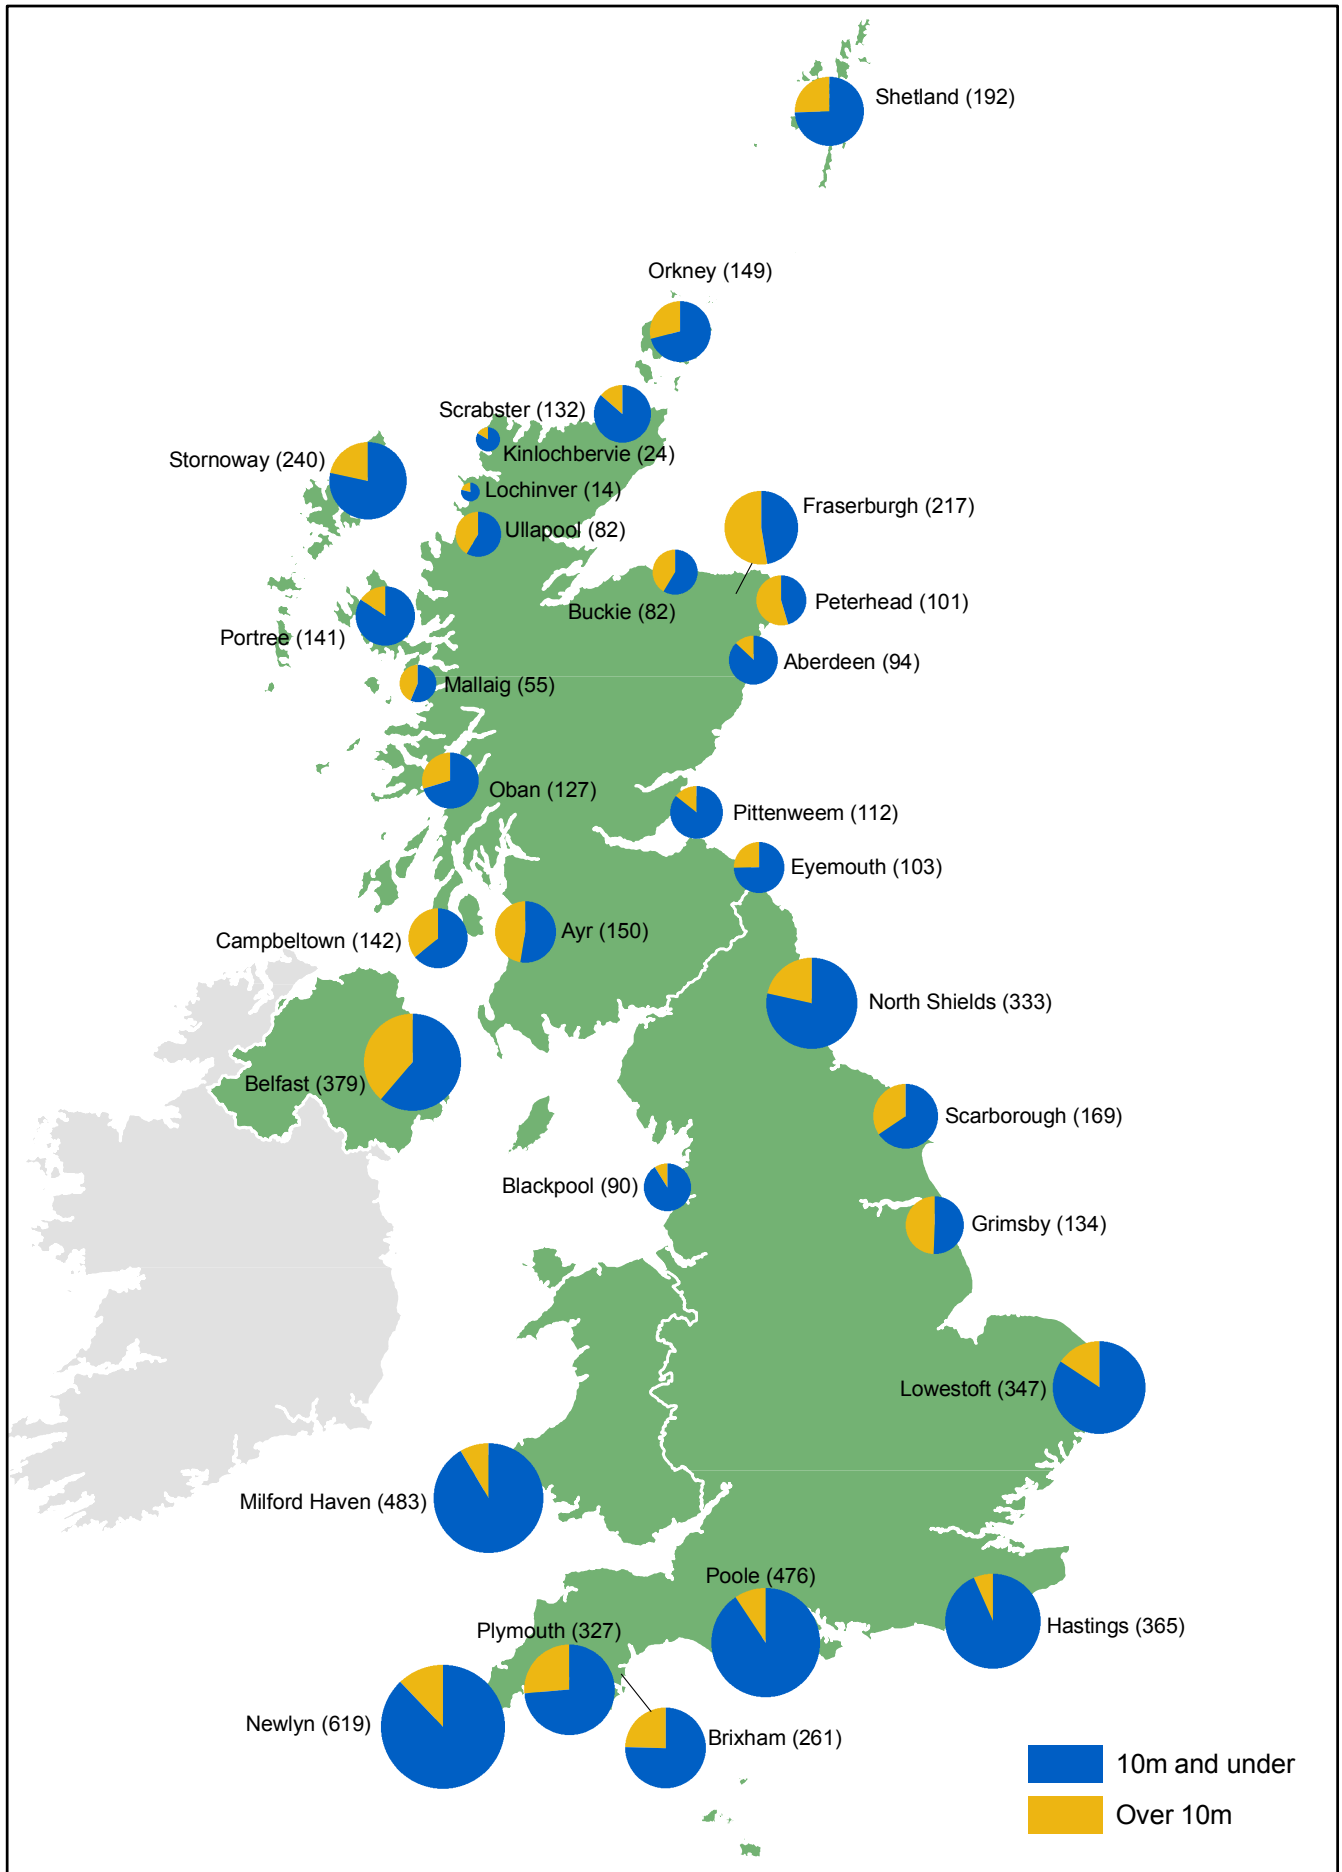 Shetland (192)
Orkney (149)
Scrabster (132)
Kinlochbervie (24)
Stornoway (240)
Lochinver (14)
Fraserburgh (217)
Ullapool (82)
Buckie (82)
Peterhead (101)
Portree (141)
Aberdeen (94)
Mallaig (55)
Oban (127)
Pittenweem (112)
Eyemouth (103)
Campbeltown (142)
Ayr (150)
North Shields (333)
Belfast (379)
Scarborough (169)
Blackpool (90)
Grimsby (134)
Lowestoft (347)
Milford Haven (483)
Poole (476)
Plymouth (327)
Hastings (365)
Newlyn (619)
Brixham (261)
10m and under
Over 10m